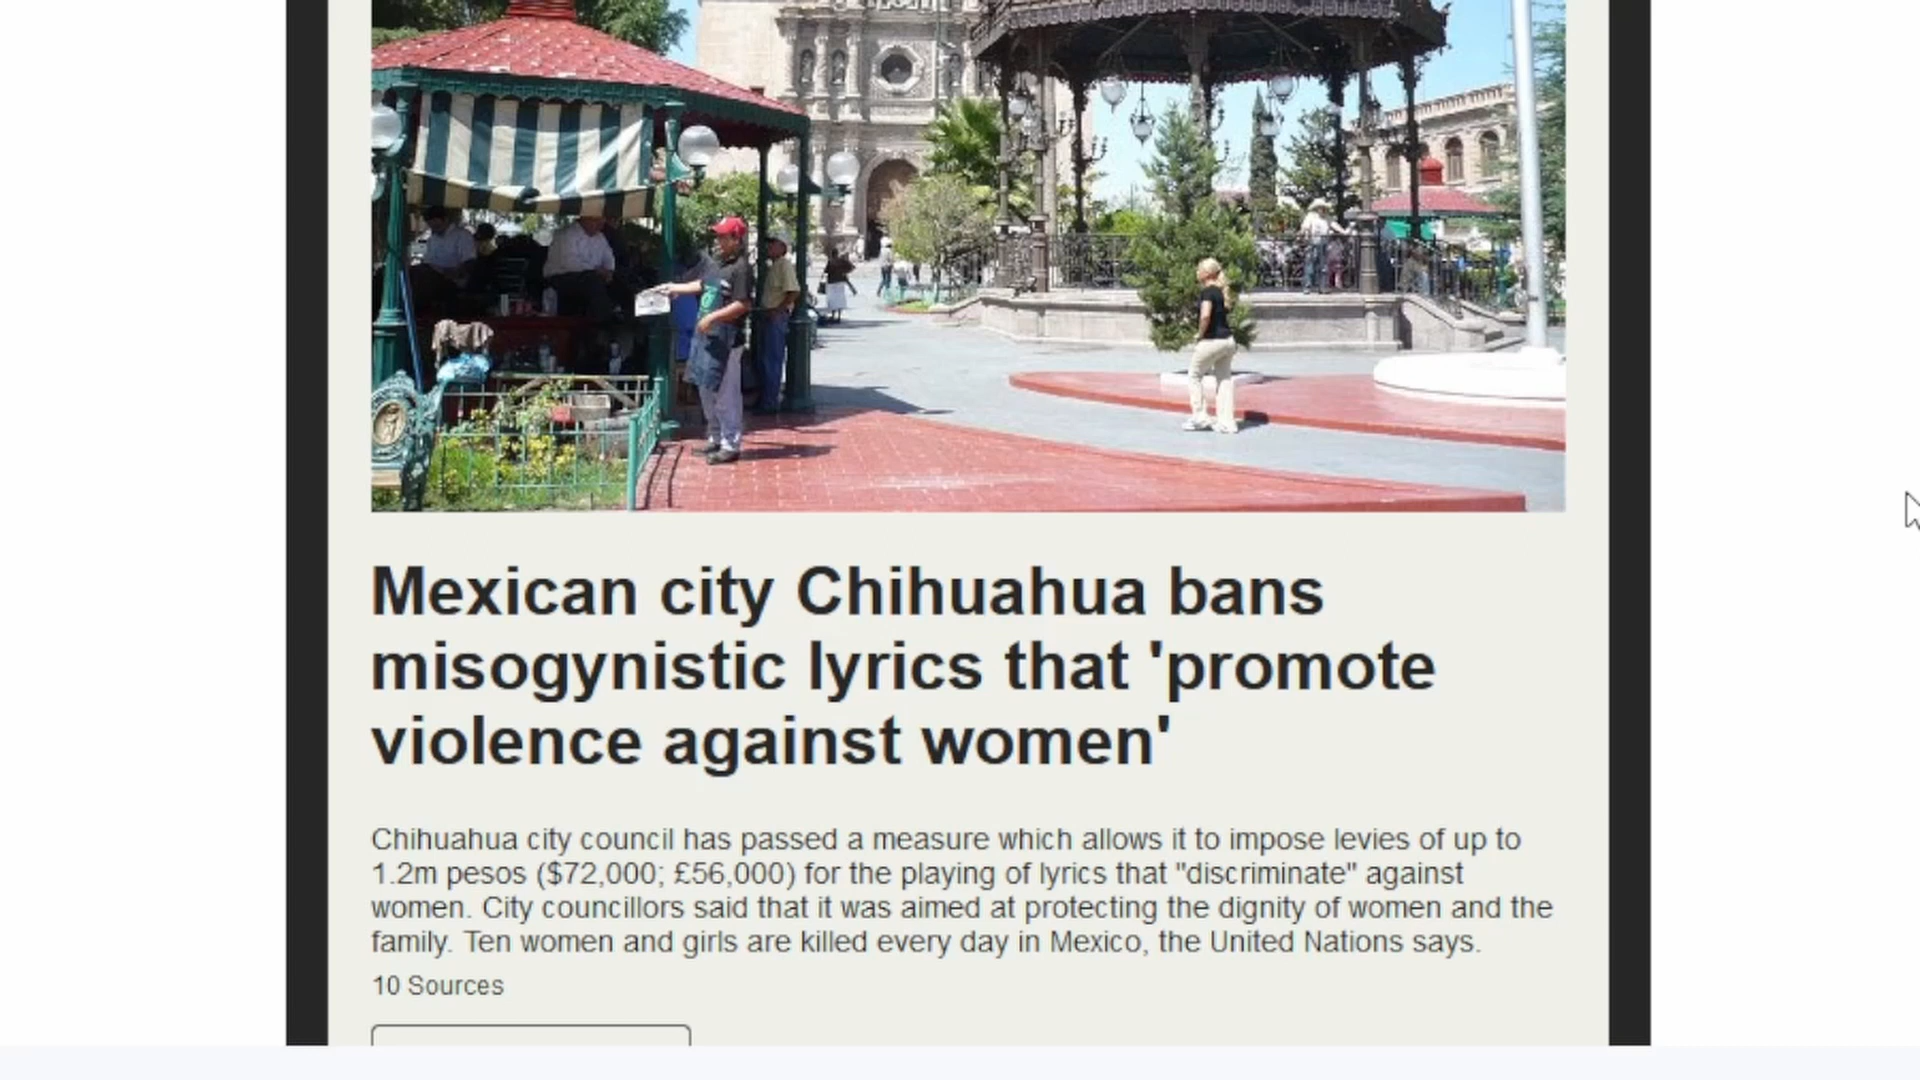 Mexican city Chihuahua bans
misogynistic lyrics that 'promote
violence against women'
Chihuahua city council has passed a measure which allows it to impose levies of up to
1.2m pesos ($72,000; £56,000) for the playing of lyrics that "discriminate" against
women. City councillors said that it was aimed at protecting the dignity of women and the
family. Ten women and girls are killed every day in Mexico, the United Nations says.
10 Sources